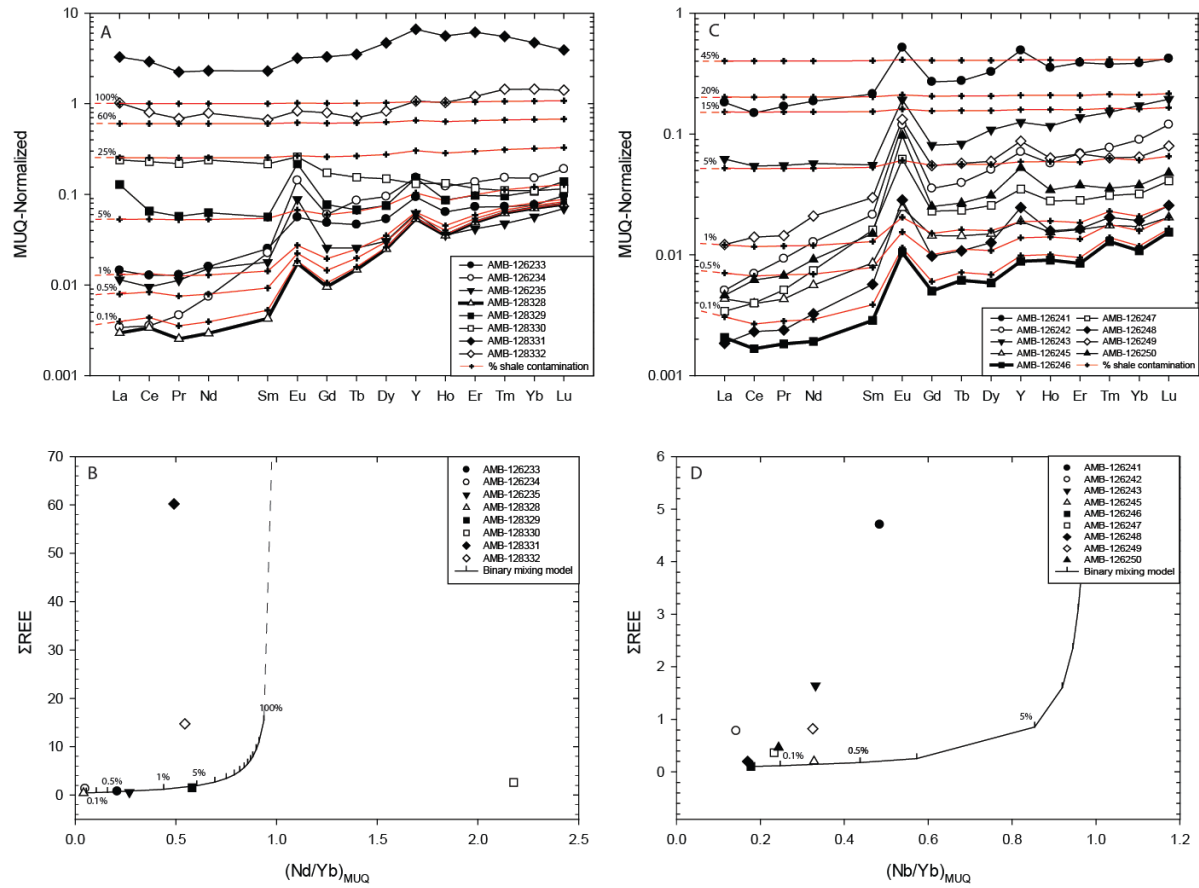 A
MUQ-Normalized
10
1
0.1
0.01
0.001
100%
60%
25%
5%
1%
0.5%
0.1%
AMB-126233
AMB-126234
AMB-126235
AMB-128328
AMB-128329
AMB-128330
AMB-128331
AMB-128332
% shale contamination
La Ce Pr Nd Sm Eu Gd Tb Dy Y Ho Er Tm Yb Lu
C
MUQ-Normalized
1
0.1
0.01
0.001
45%
20%
15%
5%
1%
0.5%
0.1%
AMB-126241 AMB-126247
AMB-126242 AMB-126248
AMB-126243 AMB-126249
AMB-126245 AMB-126250
AMB-126246 % shale contamination
La Ce Pr Nd Sm Eu Gd Tb Dy Y Ho Er Tm Yb Lu
B
ΣREE
70
60
50
40
30
20
10
0
AMB-126233
AMB-126234
AMB-126235
AMB-128328
AMB-128329
AMB-128330
AMB-128331
AMB-128332
Binary mixing model
100%
0.1%
0.5%
1%
5%
0.0 0.5 1.0 1.5 2.0 2.5
(Nd/Yb)MUQ
D
ΣREE
6
5
4
3
2
1
0
AMB-126241
AMB-126242
AMB-126243
AMB-126245
AMB-126246
AMB-126247
AMB-126248
AMB-126249
AMB-126250
Binary mixing model
0.1%
0.5%
5%
0.0 0.2 0.4 0.6 0.8 1.0 1.2
(Nb/Yb)MUQ